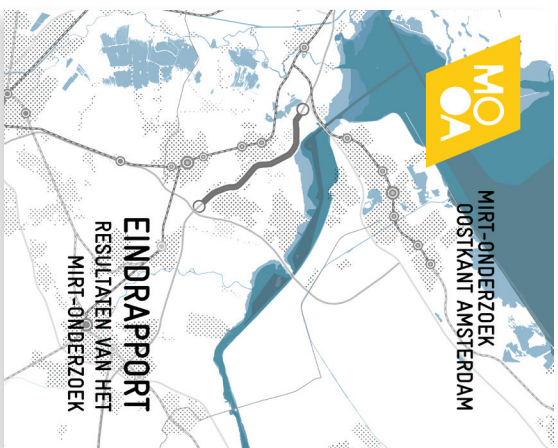 MO
OA
MIRT-ONDERZOEK
OOSTKANT AMSTERDAM
EINDRAPPORT
RESULTATEN VAN HET
MIRT-ONDERZOEK